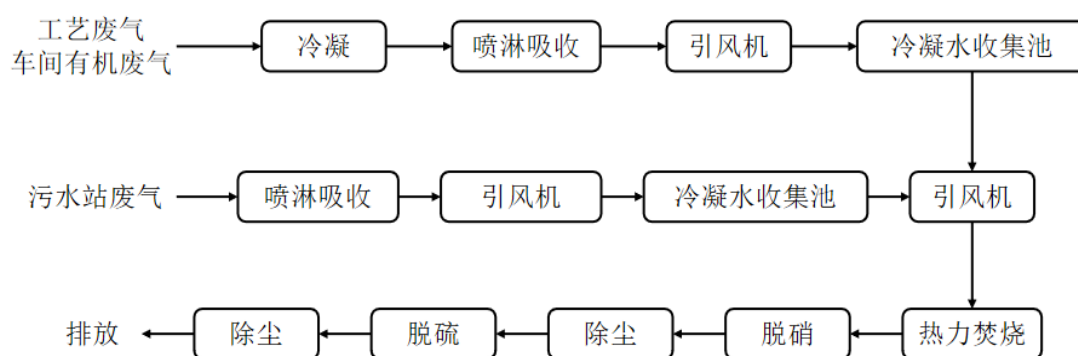 工艺废气
车间有机废气
冷凝
喷淋吸收
引风机
冷凝水收集池
污水站废气
喷淋吸收
引风机
冷凝水收集池
引风机
排放
除尘
脱硫
除尘
脱硝
热力焚烧